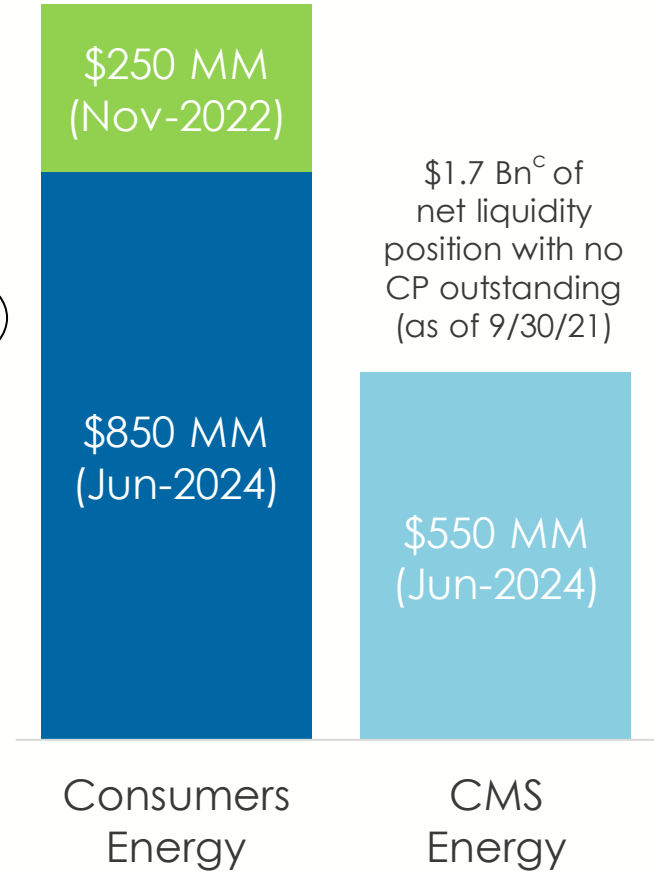 $250 MM
(Nov-2022)
$850 MM
(Jun-2024)
$1.7 Bnᶜ of
net liquidity
position with no
CP outstanding
(as of 9/30/21)
$550 MM
(Jun-2024)
Consumers
Energy
CMS
Energy